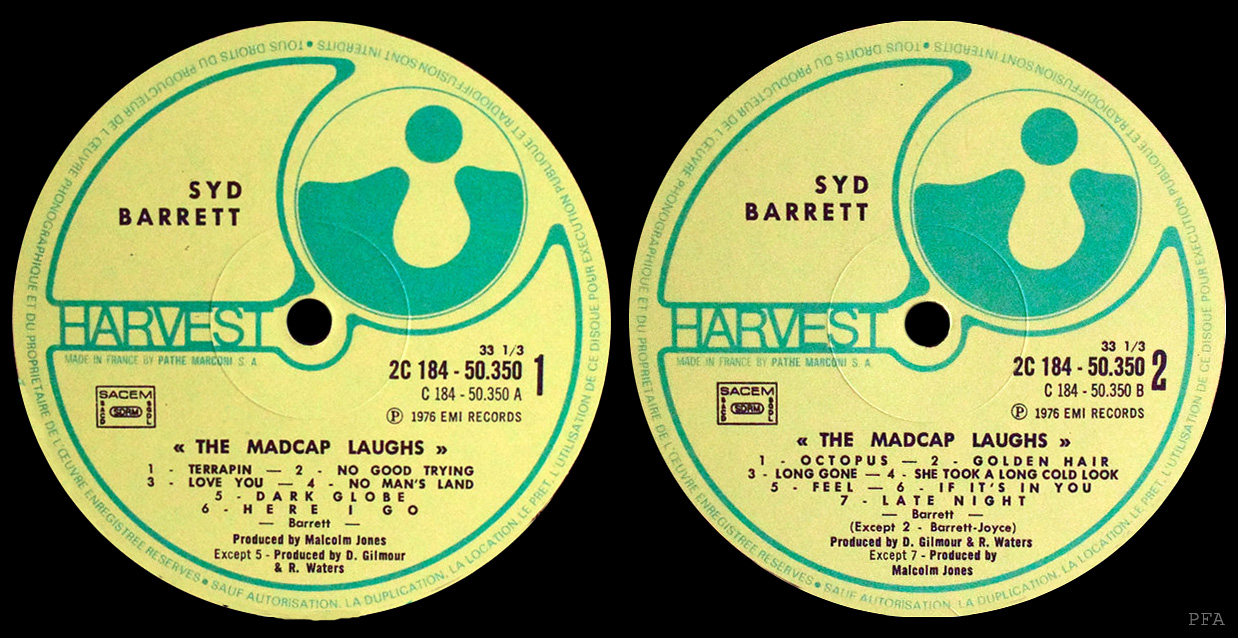 SYD
BARRETT
HARVEST
MADE IN FRANCE BY PATHE MARCONI S. A.
33 1/3
2C 184 - 50.350 1
C 184 - 50.350 A
Ⓟ 1976 EMI RECORDS
SACEM
SACD SDRM SGDL
« THE MADCAP LAUGHS »
1 - TERRAPIN — 2 - NO GOOD TRYING
3 - LOVE YOU — 4 - NO MAN'S LAND
5 - DARK GLOBE
6 - HERE I GO
— Barrett —
Produced by Malcolm Jones
Except 5 - Produced by D. Gilmour
& R. Waters
TOUS DROITS DU PRODUCTEUR DE L'ŒUVRE PHONOGRAPHIQUE ET DU PROPRIETAIRE DE L'ŒUVRE ENREGISTREE RESERVES • SAUF AUTORISATION, LA DUPLICATION, LA LOCATION, LE PRET, L'UTILISATION DE CE DISQUE POUR EXECUTION PUBLIQUE ET RADIODIFFUSION SONT INTERDITS •
SYD
BARRETT
HARVEST
MADE IN FRANCE BY PATHE MARCONI S. A.
33 1/3
2C 184 - 50.350 2
C 184 - 50.350 B
Ⓟ 1976 EMI RECORDS
SACEM
SACD SDRM SGDL
« THE MADCAP LAUGHS »
1 - OCTOPUS — 2 - GOLDEN HAIR
3 - LONG GONE — 4 - SHE TOOK A LONG COLD LOOK
5 - FEEL — 6 - IF IT'S IN YOU
7 - LATE NIGHT
— Barrett —
(Except 2 - Barrett-Joyce)
Produced by D. Gilmour & R. Waters
Except 7 - Produced by
Malcolm Jones
TOUS DROITS DU PRODUCTEUR DE L'ŒUVRE PHONOGRAPHIQUE ET DU PROPRIETAIRE DE L'ŒUVRE ENREGISTREE RESERVES • SAUF AUTORISATION, LA DUPLICATION, LA LOCATION, LE PRET, L'UTILISATION DE CE DISQUE POUR EXECUTION PUBLIQUE ET RADIODIFFUSION SONT INTERDITS •
PFA